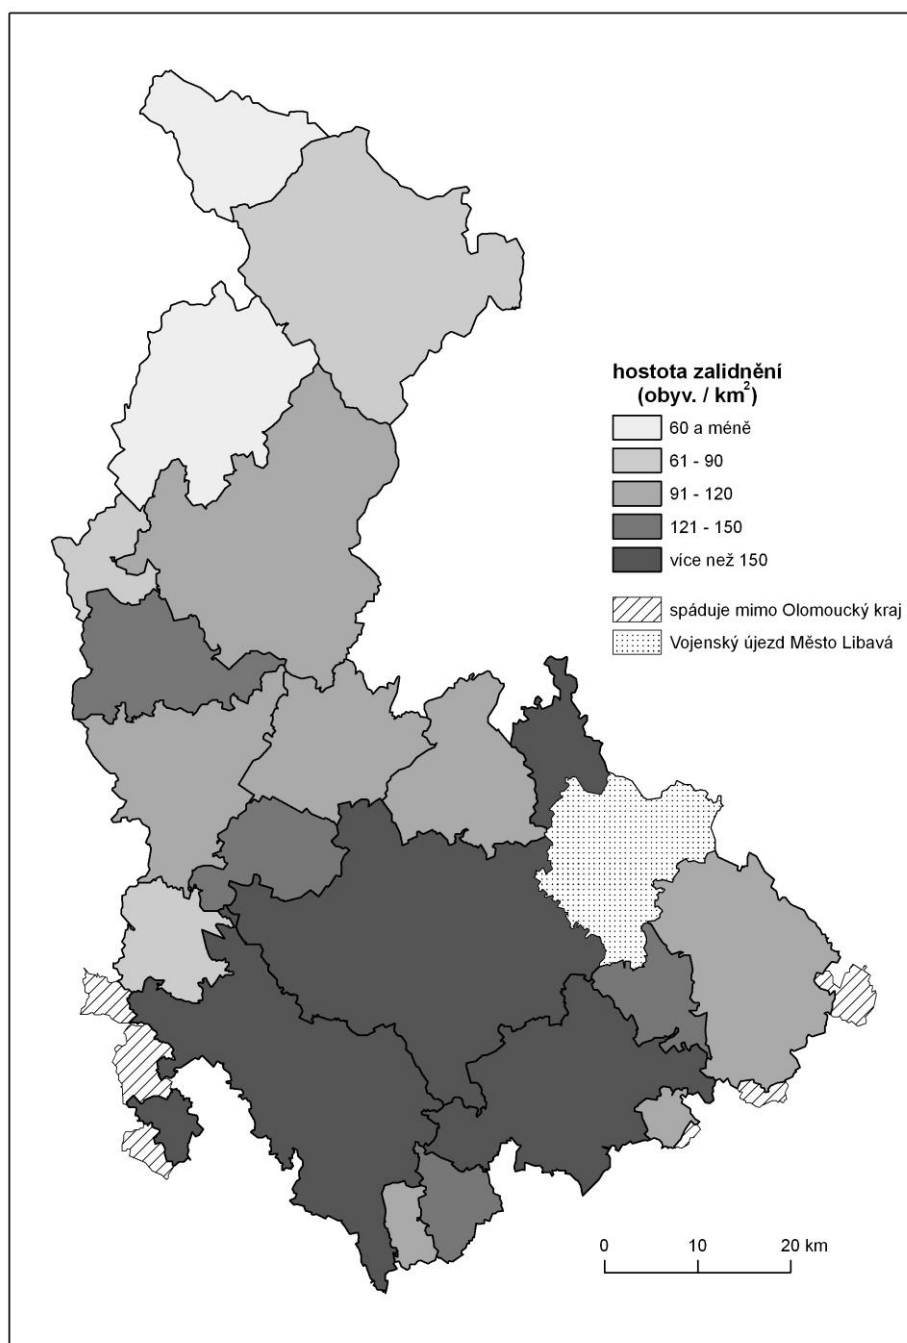 hostota zalidnění
(obyv. / km²)
60 a méně
61 - 90
91 - 120
121 - 150
více než 150
spáduje mimo Olomoucký kraj
Vojenský újezd Město Libavá
0 10 20 km